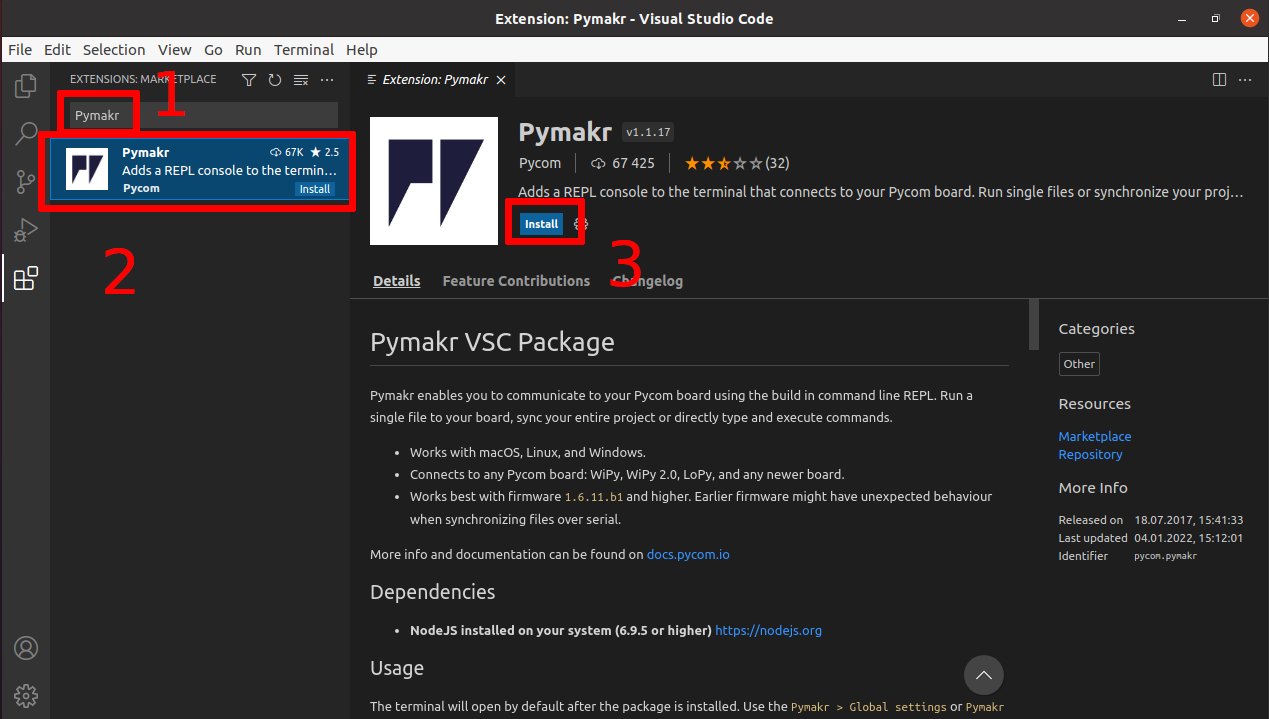 Extension: Pymakr - Visual Studio Code
File Edit Selection View Go Run Terminal Help
EXTENSIONS: MARKETPLACE
1
Pymakr
Pymakr 67K ★ 2.5
Adds a REPL console to the termin...
Pycom Install
2
Extension: Pymakr
Pymakr v1.1.17
Pycom 67 425 (32)
Adds a REPL console to the terminal that connects to your Pycom board. Run single files or synchronize your proj...
Install
3
Details Feature Contributions Changelog
Pymakr VSC Package
Pymakr enables you to communicate to your Pycom board using the build in command line REPL. Run a
single file to your board, sync your entire project or directly type and execute commands.
• Works with macOS, Linux, and Windows.
• Connects to any Pycom board: WiPy, WiPy 2.0, LoPy, and any newer board.
• Works best with firmware 1.6.11.b1 and higher. Earlier firmware might have unexpected behaviour
when synchronizing files over serial.
More info and documentation can be found on docs.pycom.io
Dependencies
• NodeJS installed on your system (6.9.5 or higher) https://nodejs.org
Usage
The terminal will open by default after the package is installed. Use the Pymakr > Global settings or Pymakr
Categories
Other
Resources
Marketplace
Repository
More Info
Released on 18.07.2017, 15:41:33
Last updated 04.01.2022, 15:12:01
Identifier pycom.pymakr